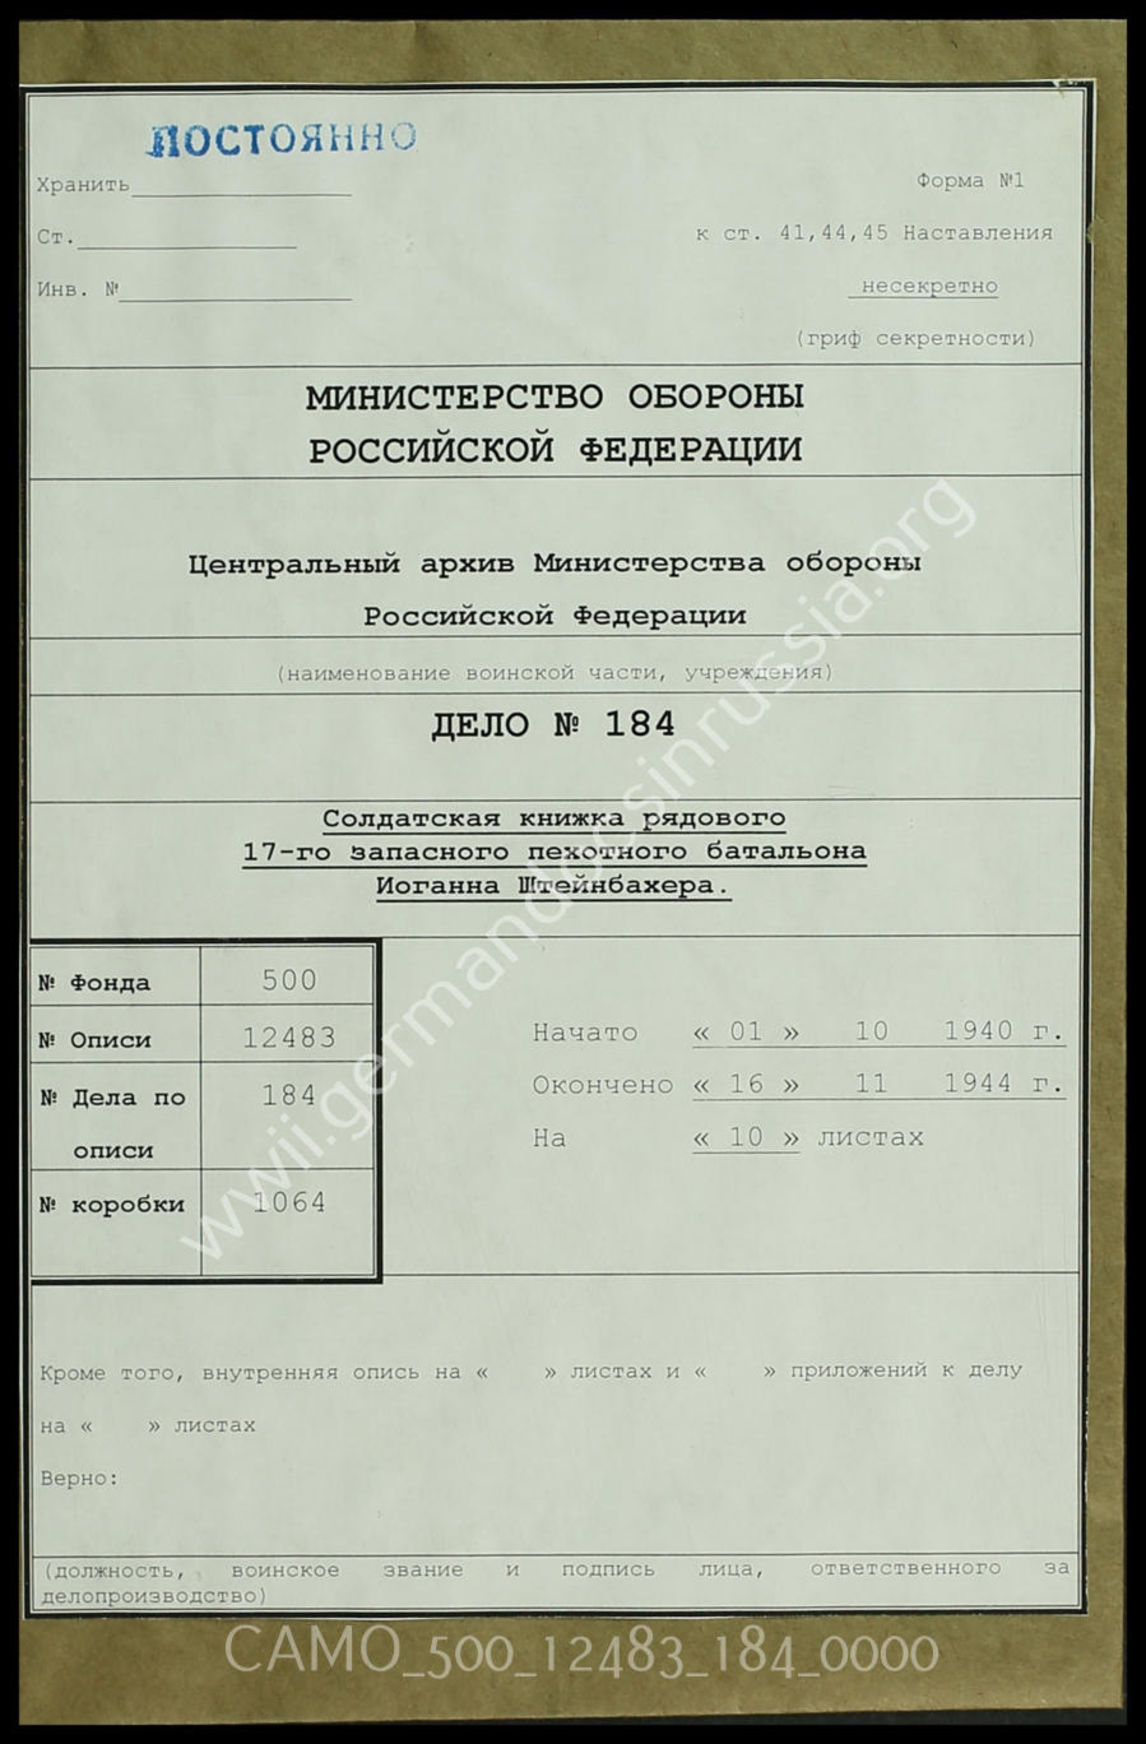 ПОСТОЯННО
Хранить
Форма №1
Ст.
к ст. 41,44,45 Наставления
Инв. №
несекретно
(гриф секретности)
МИНИСТЕРСТВО ОБОРОНЫ
РОССИЙСКОЙ ФЕДЕРАЦИИ
Центральный архив Министерства обороны
Российской Федерации
(наименование воинской части, учреждения)
ДЕЛО № 184
Солдатская книжка рядового
17-го запасного пехотного батальона
Иоганна Штейнбахера.
№ Фонда 500
№ Описи 12483
№ Дела по описи 184
№ коробки 1064
Начато « 01 » 10 1940 г.
Окончено « 16 » 11 1944 г.
На « 10 » листах
Кроме того, внутренняя опись на « » листах и « » приложений к делу
на « » листах
Верно:
(должность, воинское звание и подпись лица, ответственного за
делопроизводство)
wwii.germandocsinrussia.org
CAMO_500_12483_184_0000